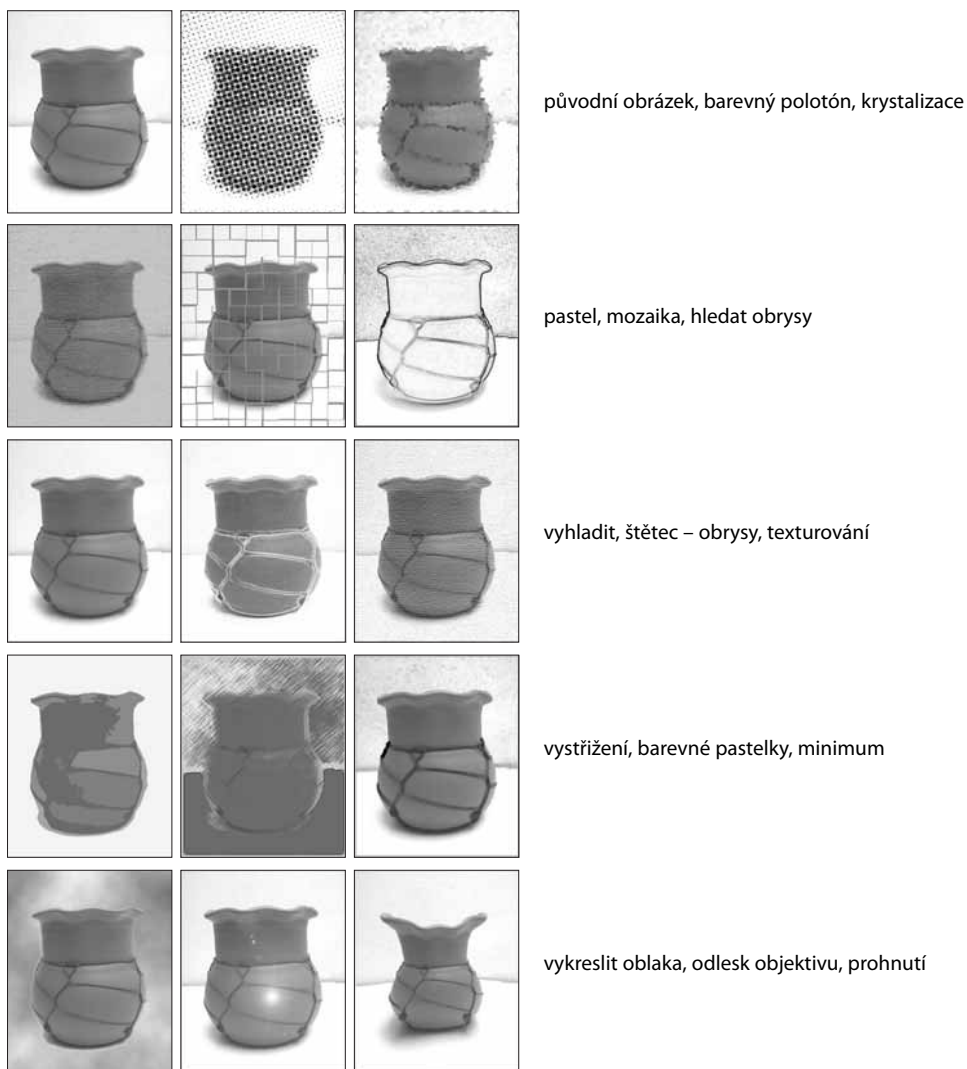 původní obrázek, barevný polotón, krystalizace
pastel, mozaika, hledat obrysy
vyhladit, štětec – obrysy, texturování
vystřižení, barevné pastelky, minimum
vykreslit oblaka, odlesk objektivu, prohnutí